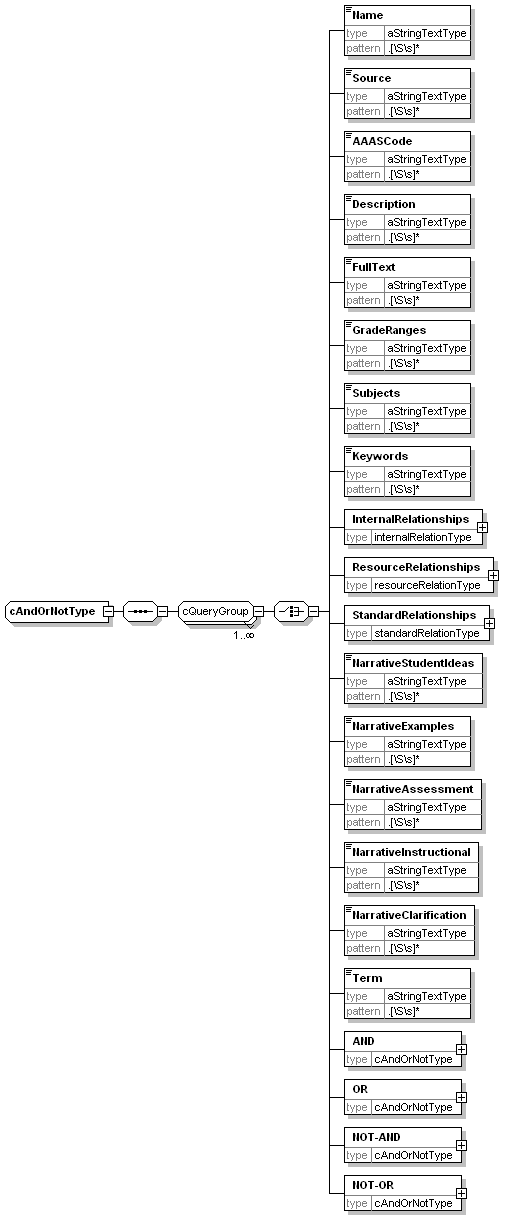 Name
type aStringTextType
pattern .[\S\s]*
Source
type aStringTextType
pattern .[\S\s]*
AAASCode
type aStringTextType
pattern .[\S\s]*
Description
type aStringTextType
pattern .[\S\s]*
FullText
type aStringTextType
pattern .[\S\s]*
GradeRanges
type aStringTextType
pattern .[\S\s]*
Subjects
type aStringTextType
pattern .[\S\s]*
Keywords
type aStringTextType
pattern .[\S\s]*
InternalRelationships
type internalRelationType
ResourceRelationships
type resourceRelationType
cAndOrNotType
cQueryGroup
1..∞
StandardRelationships
type standardRelationType
NarrativeStudentIdeas
type aStringTextType
pattern .[\S\s]*
NarrativeExamples
type aStringTextType
pattern .[\S\s]*
NarrativeAssessment
type aStringTextType
pattern .[\S\s]*
NarrativeInstructional
type aStringTextType
pattern .[\S\s]*
NarrativeClarification
type aStringTextType
pattern .[\S\s]*
Term
type aStringTextType
pattern .[\S\s]*
AND
type cAndOrNotType
OR
type cAndOrNotType
NOT-AND
type cAndOrNotType
NOT-OR
type cAndOrNotType